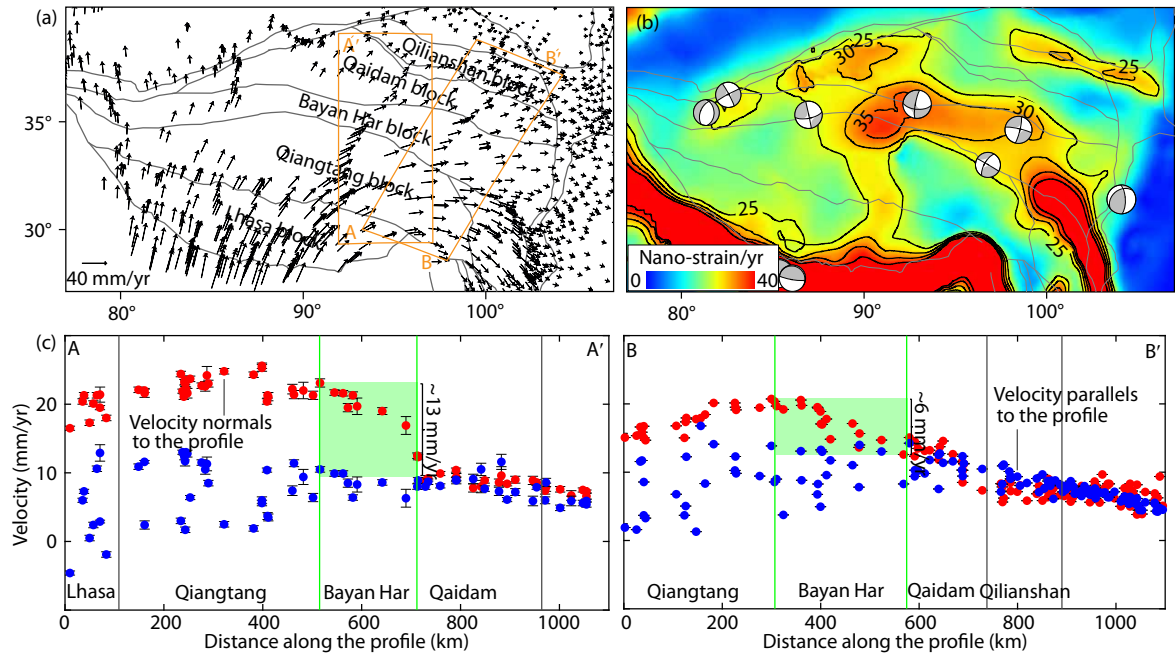 (a)
A′
Qilianshan block
B′
Qaidam block
Bayan Har block
Qiangtang block
Lhasa block
A
B
40 mm/yr
35°
30°
80°
90°
100°
(b)
25
30
25
30
35
25
25
Nano-strain/yr
0
40
80°
90°
100°
(c)
A
A′
~13 mm/yr
Velocity normals
to the profile
Velocity (mm/yr)
20
10
0
Lhasa
Qiangtang
Bayan Har
Qaidam
0
200
400
600
800
1000
Distance along the profile (km)
B
B′
Velocity parallels
to the profile
Qiangtang
Bayan Har
Qaidam
Qilianshan
0
200
400
600
800
1000
Distance along the profile (km)